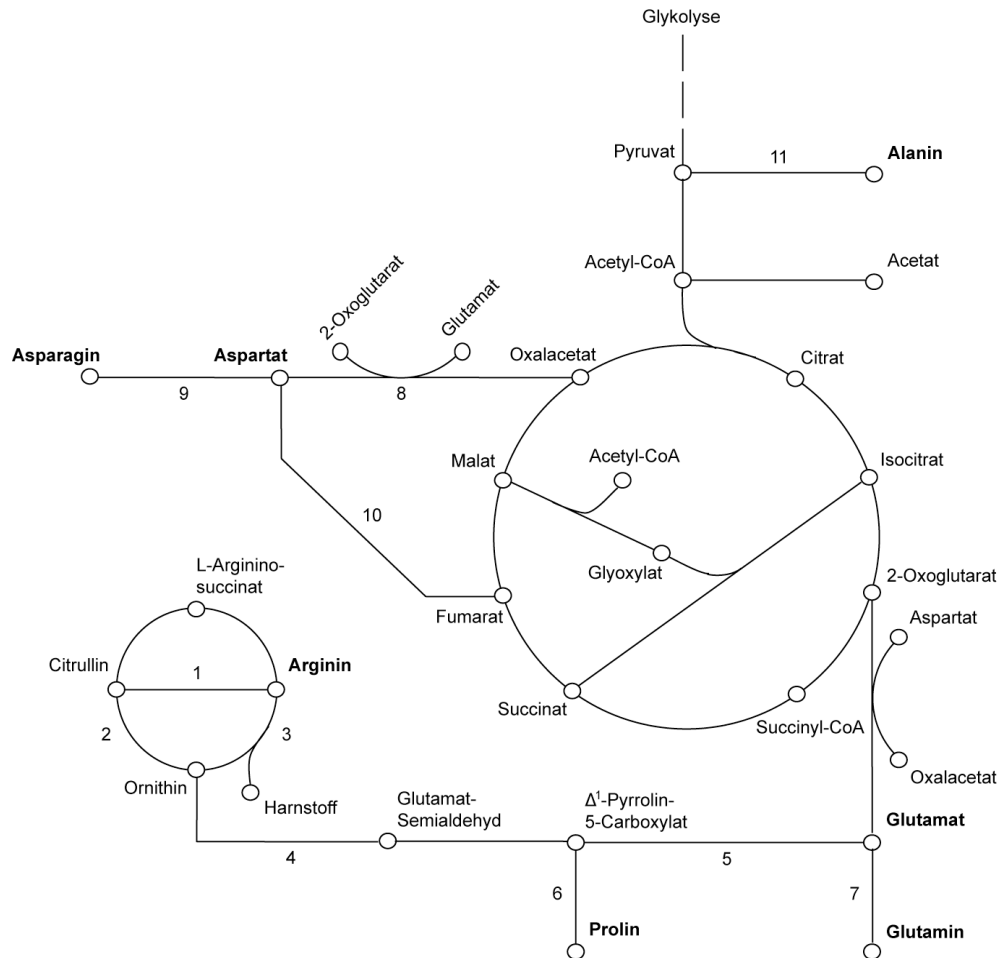 Glykolyse
Pyruvat
11
Alanin
Acetyl-CoA
Acetat
2-Oxoglutarat
Glutamat
Asparagin
Aspartat
Oxalacetat
Citrat
9
8
Malat
Acetyl-CoA
Isocitrat
10
Glyoxylat
2-Oxoglutarat
L-Arginino-
succinat
Fumarat
Aspartat
Citrullin
1
Arginin
Succinat
Succinyl-CoA
2
3
Ornithin
Harnstoff
Oxalacetat
Glutamat-
Semialdehyd
Δ¹-Pyrrolin-
5-Carboxylat
Glutamat
4
5
6
7
Prolin
Glutamin